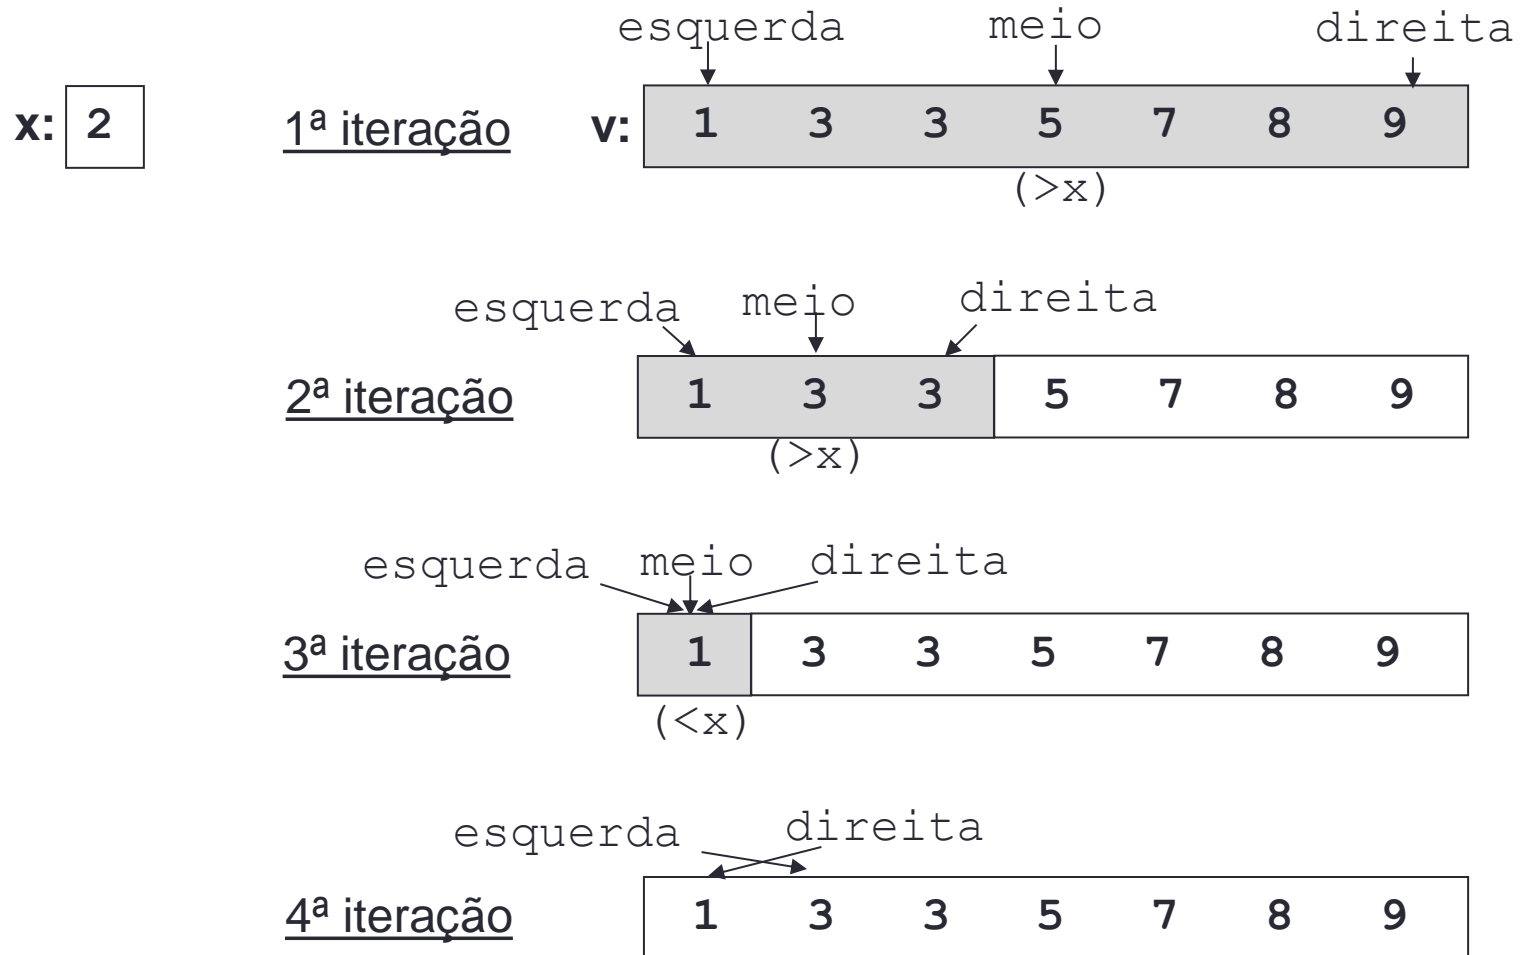 esquerda meio direita
x: 2 1ª iteração v: 1 3 3 5 7 8 9
(>x)
esquerda meio direita
2ª iteração 1 3 3 5 7 8 9
(>x)
esquerda meio direita
3ª iteração 1 3 3 5 7 8 9
(<x)
esquerda direita
4ª iteração 1 3 3 5 7 8 9